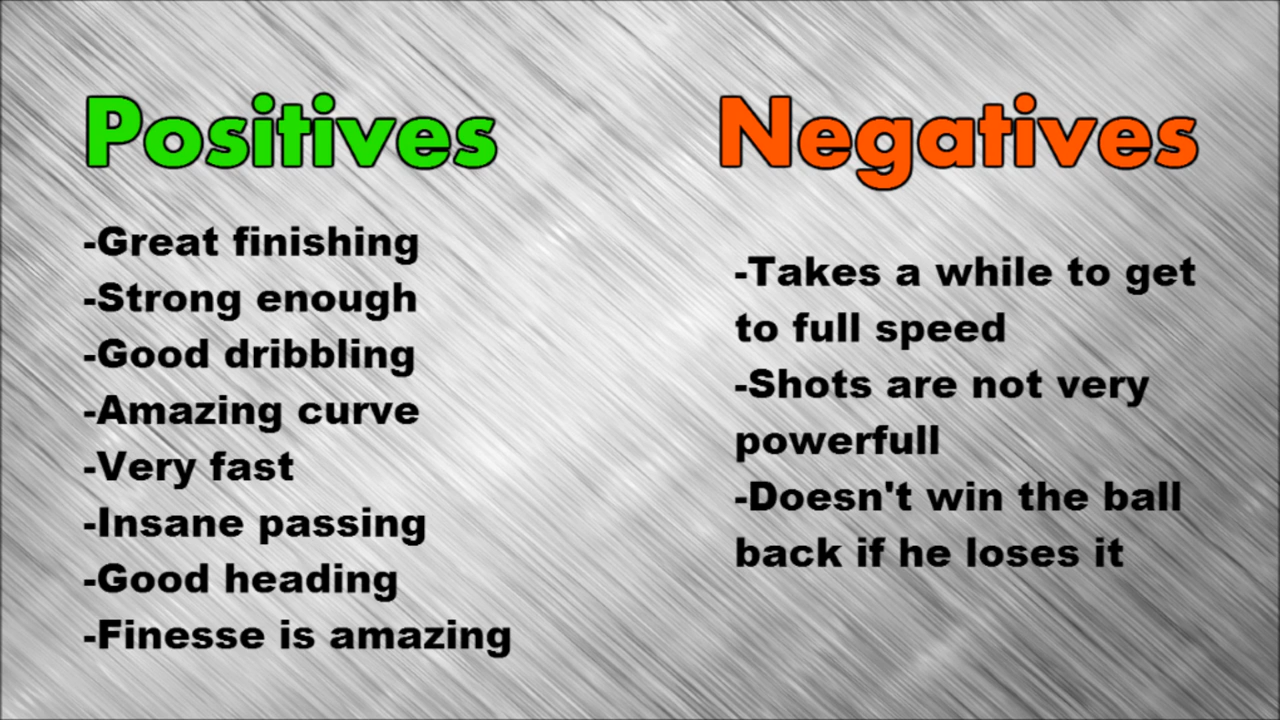 Positives
-Great finishing
-Strong enough
-Good dribbling
-Amazing curve
-Very fast
-Insane passing
-Good heading
-Finesse is amazing
Negatives
-Takes a while to get
to full speed
-Shots are not very
powerfull
-Doesn't win the ball
back if he loses it